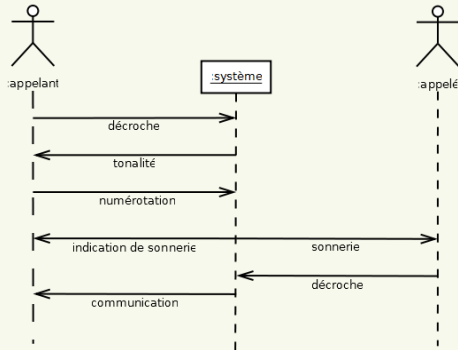 :appelant
:système
:appelé
décroche
tonalité
numérotation
indication de sonnerie
sonnerie
décroche
communication